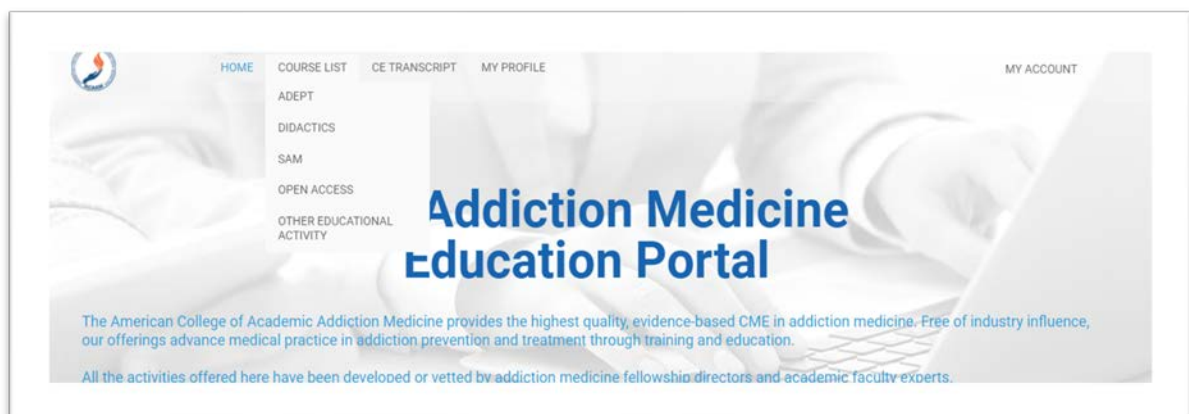 HOME COURSE LIST CE TRANSCRIPT MY PROFILE MY ACCOUNT
ADEPT
DIDACTICS
SAM
OPEN ACCESS
OTHER EDUCATIONAL
ACTIVITY
Addiction Medicine
Education Portal
The American College of Academic Addiction Medicine provides the highest quality, evidence-based CME in addiction medicine. Free of industry influence,
our offerings advance medical practice in addiction prevention and treatment through training and education.
All the activities offered here have been developed or vetted by addiction medicine fellowship directors and academic faculty experts.